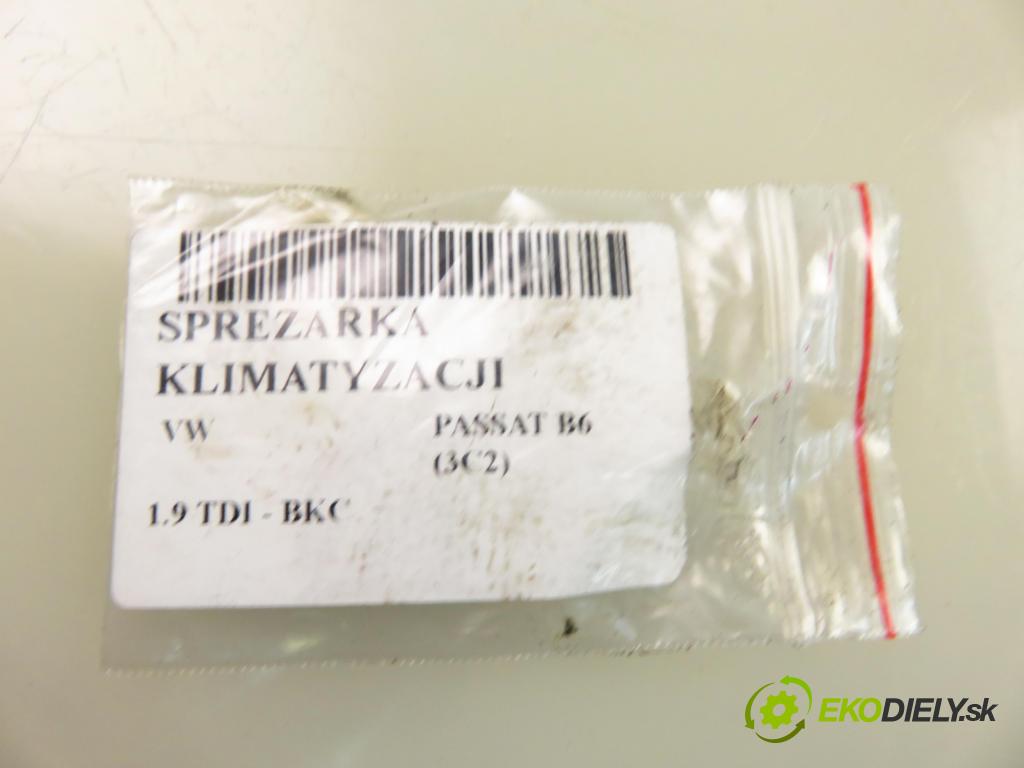 SPREZARKA
KLIMATYZACJI
VW PASSAT B6
(3C2)
1.9 TDI - BKC
EKODIELY.sk